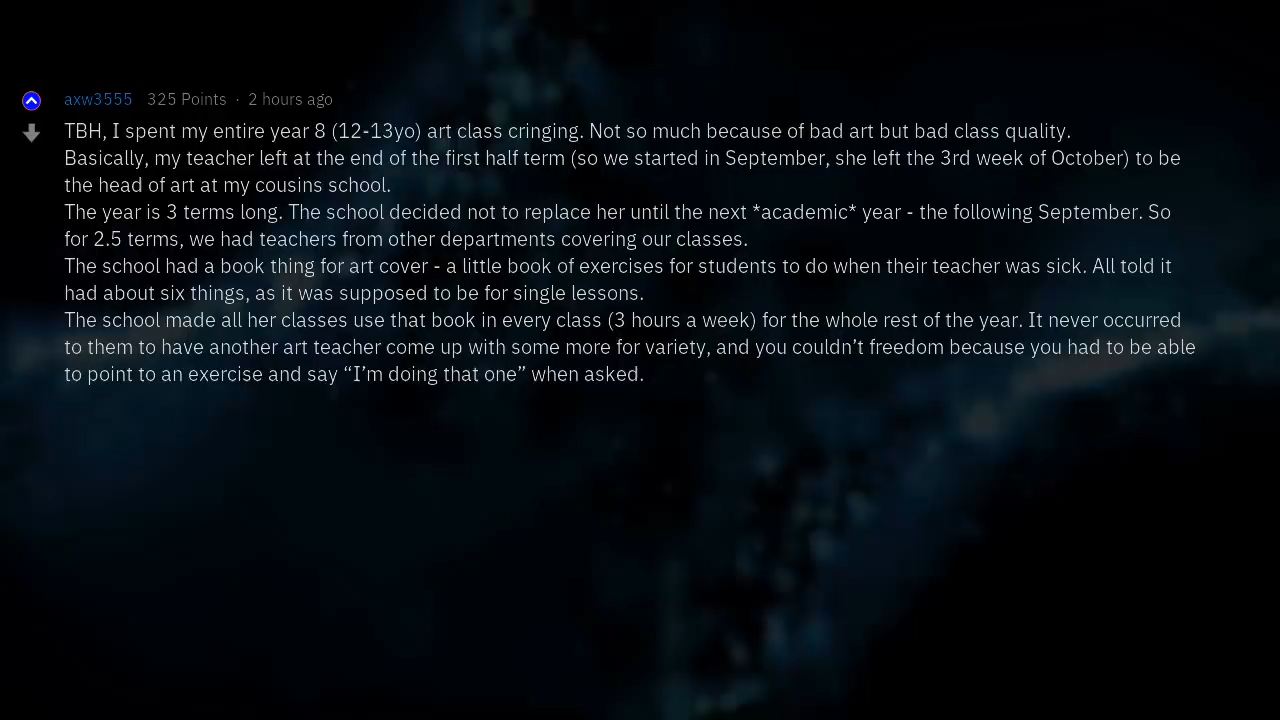 axw3555 325 Points · 2 hours ago
TBH, I spent my entire year 8 (12-13yo) art class cringing. Not so much because of bad art but bad class quality.
Basically, my teacher left at the end of the first half term (so we started in September, she left the 3rd week of October) to be
the head of art at my cousins school.
The year is 3 terms long. The school decided not to replace her until the next *academic* year - the following September. So
for 2.5 terms, we had teachers from other departments covering our classes.
The school had a book thing for art cover - a little book of exercises for students to do when their teacher was sick. All told it
had about six things, as it was supposed to be for single lessons.
The school made all her classes use that book in every class (3 hours a week) for the whole rest of the year. It never occurred
to them to have another art teacher come up with some more for variety, and you couldn’t freedom because you had to be able
to point to an exercise and say “I’m doing that one” when asked.